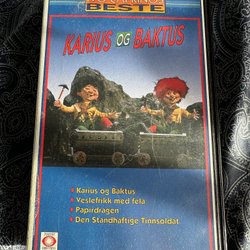 BESTE
KARIUS OG BAKTUS
• Karius og Baktus
• Veslefrikk med fela
• Papirdragen
• Den Standhaftige Tinnsoldat